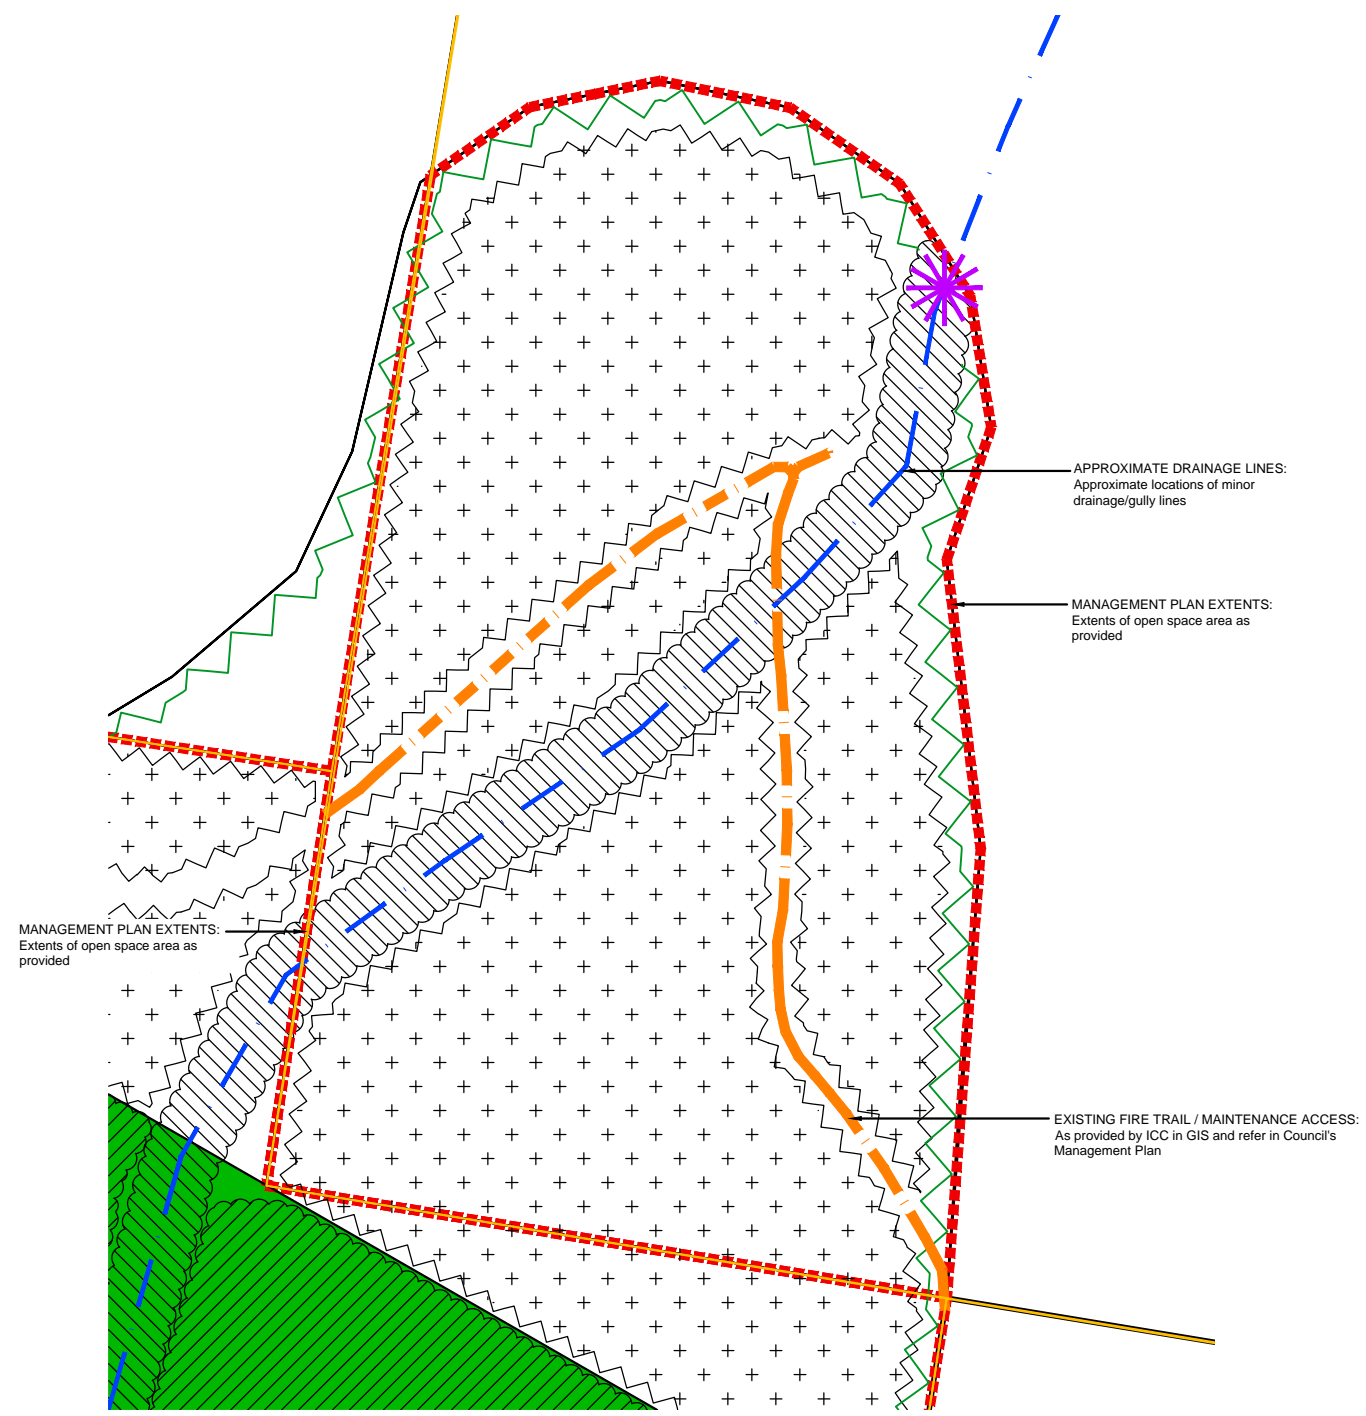 APPROXIMATE DRAINAGE LINES:
Approximate locations of minor
drainage/gully lines
MANAGEMENT PLAN EXTENTS:
Extents of open space area as
provided
MANAGEMENT PLAN EXTENTS:
Extents of open space area as
provided
EXISTING FIRE TRAIL / MAINTENANCE ACCESS:
As provided by ICC in GIS and refer in Council's
Management Plan